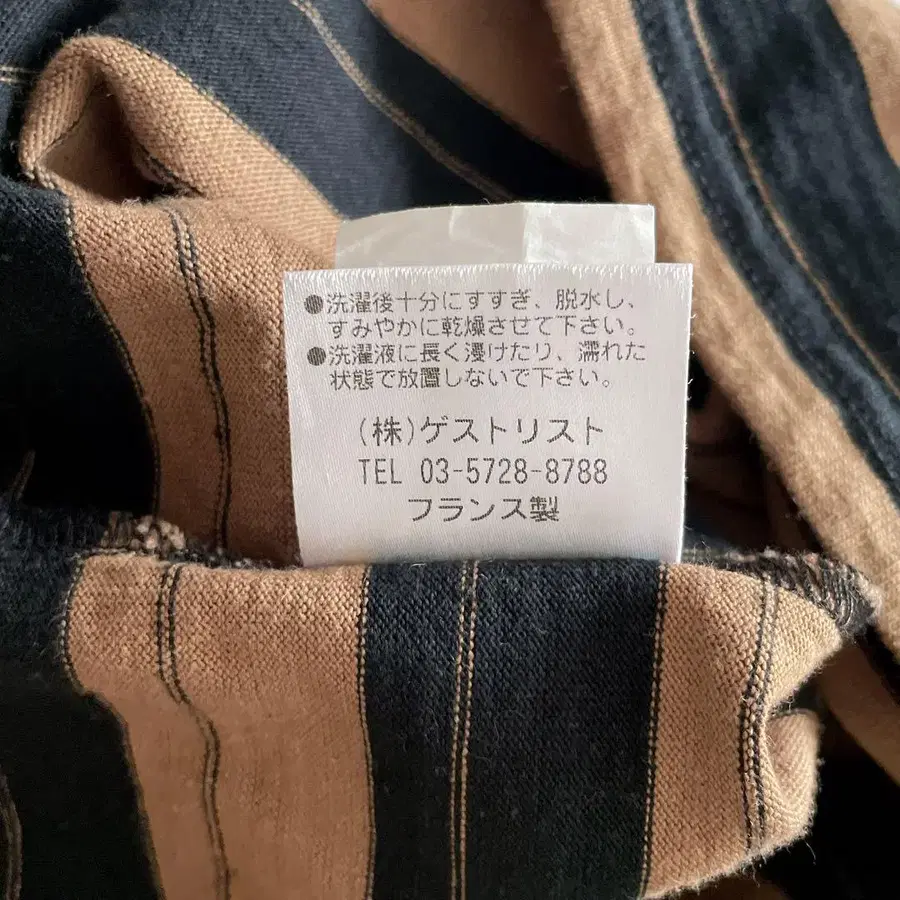 ●洗濯後十分にすすぎ、脱水し、
すみやかに乾燥させて下さい。
●洗濯液に長く浸けたり、濡れた
状態で放置しないで下さい。
(株)ゲストリスト
TEL 03-5728-8788
フランス製